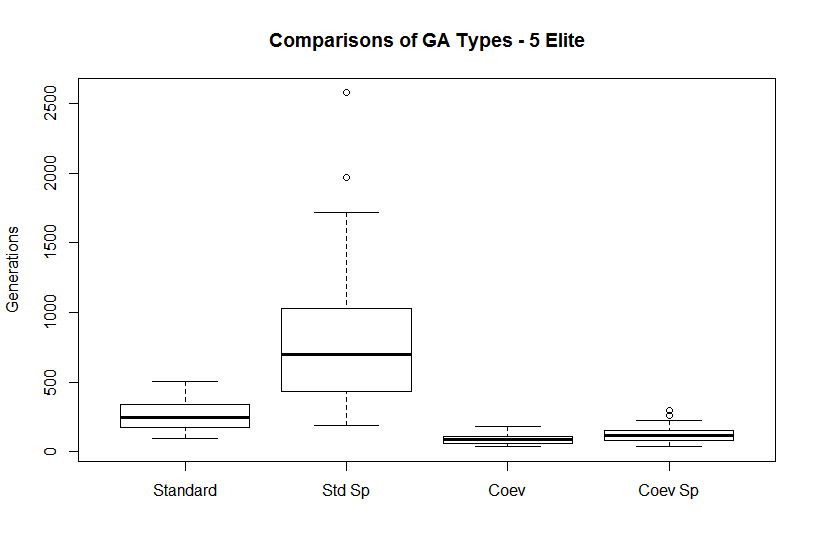 Comparisons of GA Types - 5 Elite
Generations
2500
2000
1500
1000
500
0
Standard Std Sp Coev Coev Sp